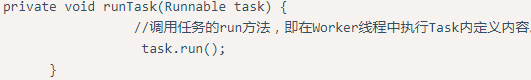 private void runTask(Runnable task) {
//调用任务的run方法，即在Worker线程中执行Task内定义内容.
task.run();
}